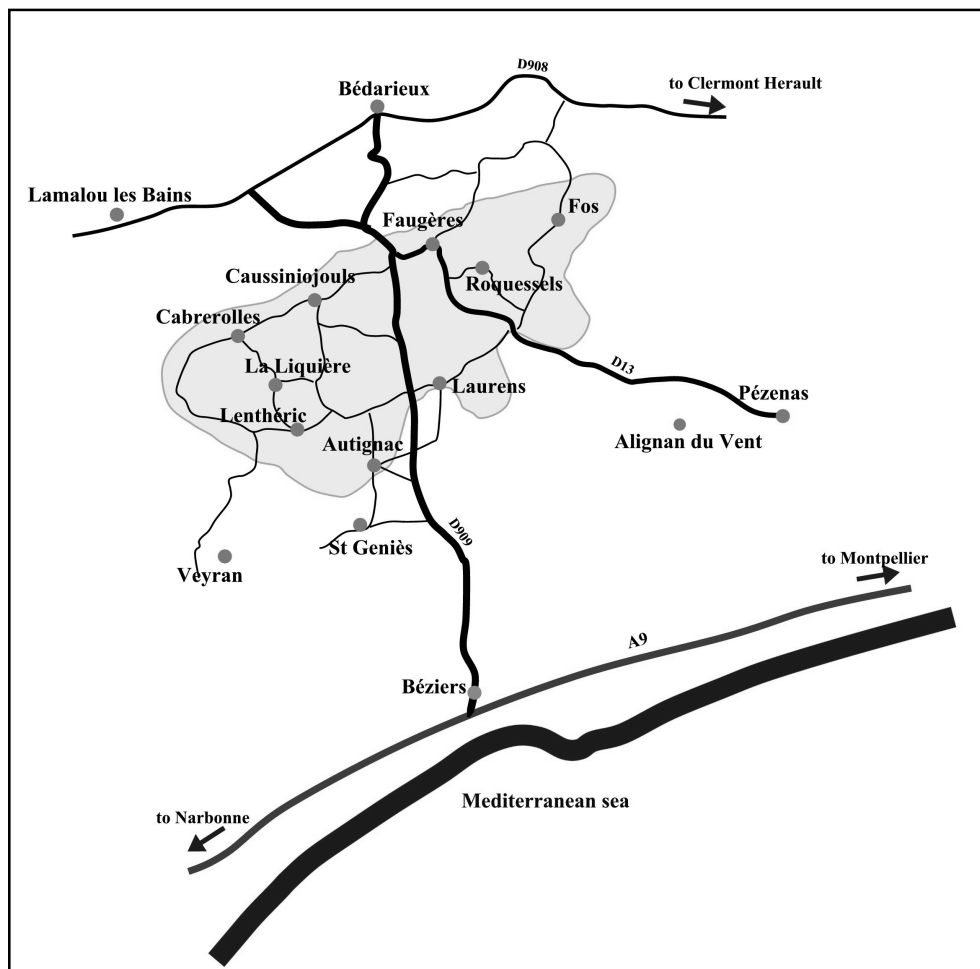 D908
to Clermont Herault
Bédarieux
Lamalou les Bains
Fos
Faugères
Caussiniojouls
Roquessels
Cabrerolles
La Liquière
D13
Laurens
Pézenas
Lenthéric
Autignac
Alignan du Vent
D909
St Geniès
to Montpellier
Veyran
A9
Béziers
Mediterranean sea
to Narbonne